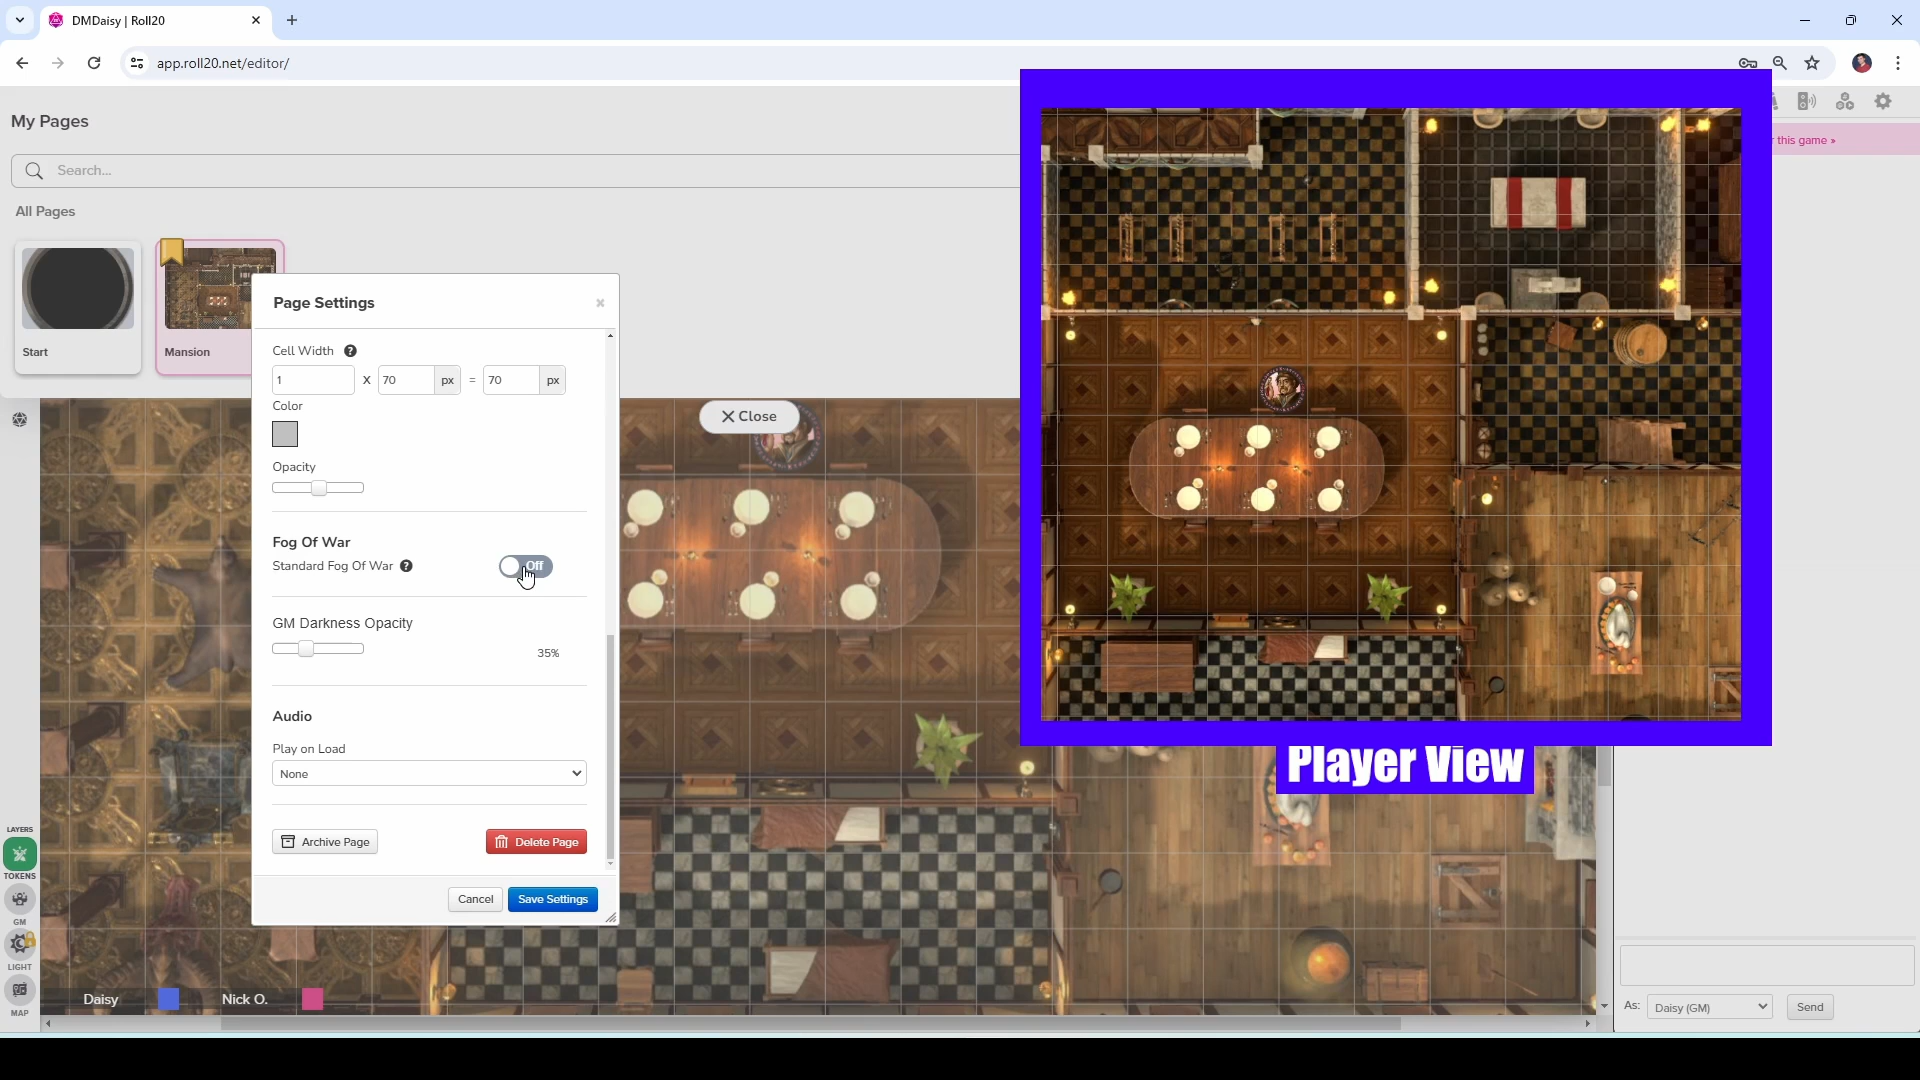 DMDaisy | Roll20
app.roll20.net/editor/
My Pages
r this game »
Search...
All Pages
Start
Mansion
Page Settings
Cell Width
1 X 70 px = 70 px
Color
Close
Opacity
Fog Of War
Standard Fog Of War
Off
GM Darkness Opacity
35%
Audio
Play on Load
None
Player View
Archive Page
Delete Page
Cancel
Save Settings
LAYERS
TOKENS
GM
LIGHT
MAP
Daisy
Nick O.
As:
Daisy (GM)
Send